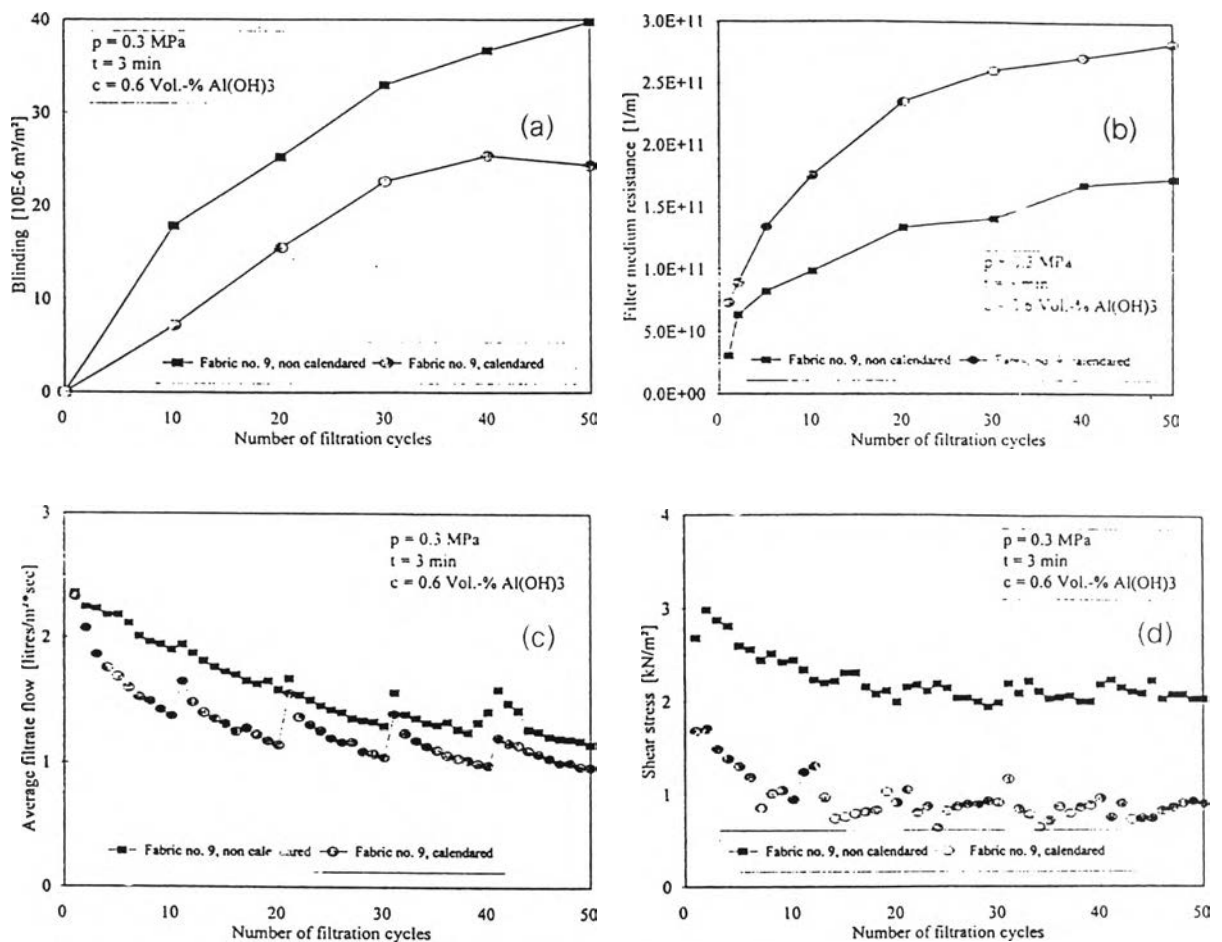 40
30
20
10
0
Blinding [10E-6 m³/m²]
p = 0.3 MPa
t = 3 min
c = 0.6 Vol.-% Al(OH)3
(a)
Fabric no. 9, non calendared
Fabric no. 9, calendared
0 10 20 30 40 50
Number of filtration cycles
3.0E+11
2.5E+11
2.0E+11
1.5E+11
1.0E+11
5.0E+10
0.0E+00
Filter medium resistance [1/m]
(b)
MPa
Vol.-% Al(OH)3
Fabric no. 9, non calendared
Fabric no. calendared
0 10 20 30 40 50
Number of filtration cycles
3
2
1
0
Average filtrate flow [litres/m²*sec]
p = 0.3 MPa
t = 3 min
c = 0.6 Vol.-% Al(OH)3
(c)
Fabric no. 9, non calendared
Fabric no. 9, calendared
0 10 20 30 40 50
Number of filtration cycles
4
3
2
1
0
Shear stress [kN/m²]
p = 0.3 MPa
t = 3 min
c = 0.6 Vol.-% Al(OH)3
(d)
Fabric no. 9, non calendared
Fabric no. 9, calendared
0 10 20 30 40 50
Number of filtration cycles